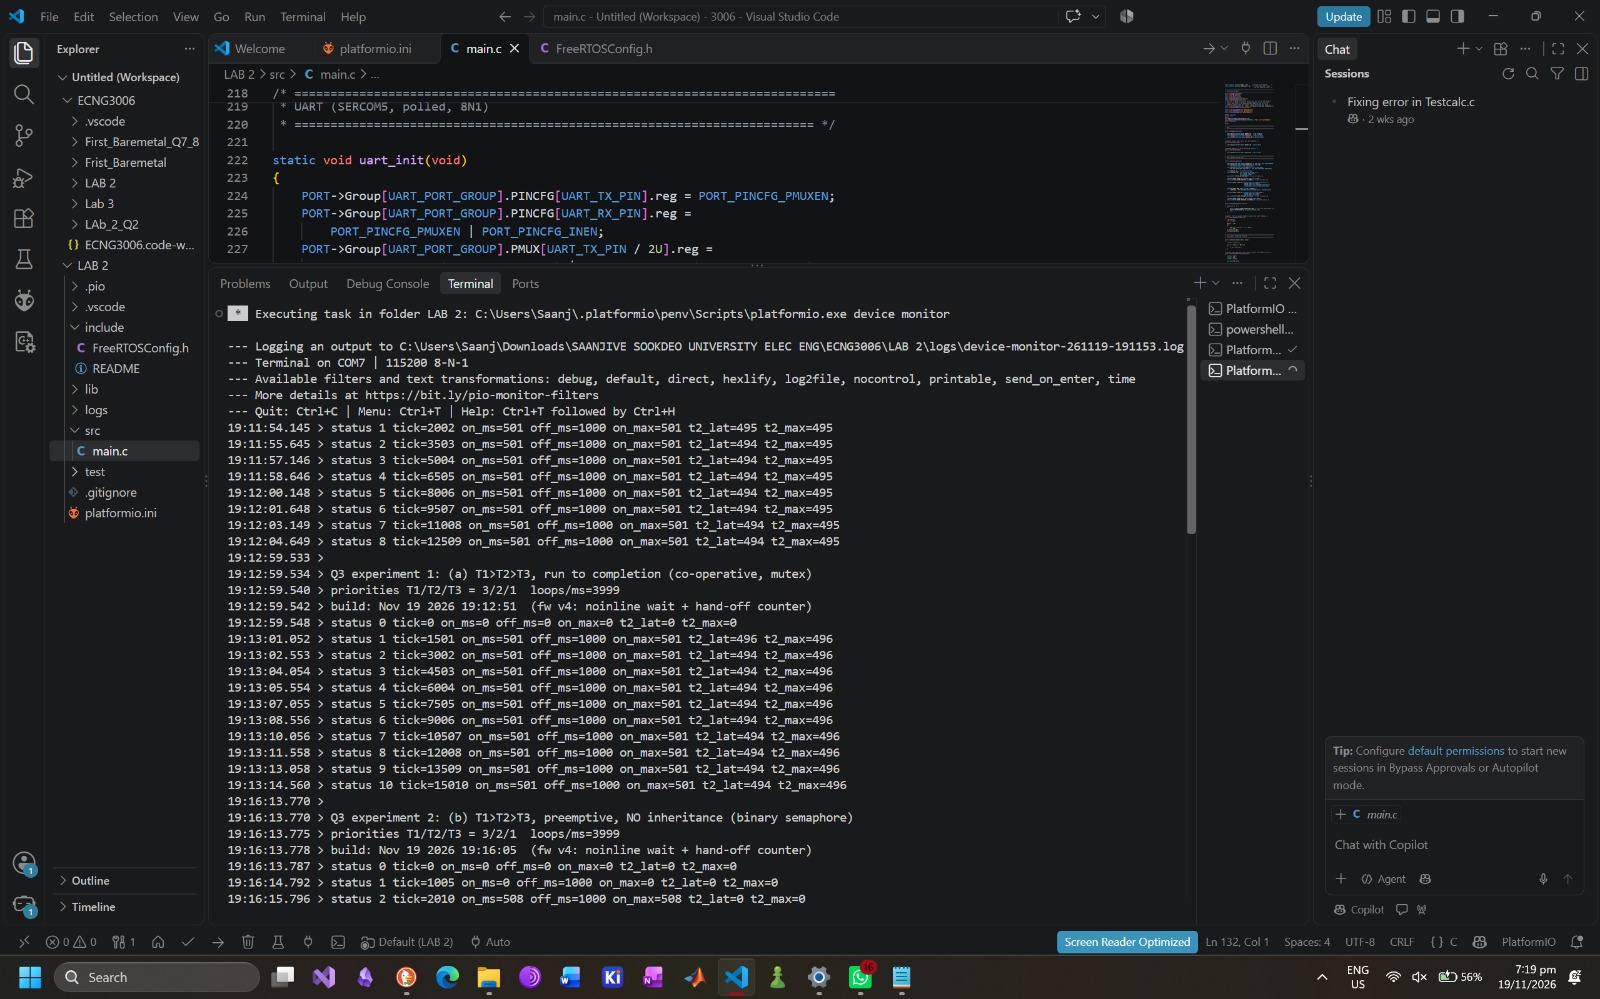 File Edit Selection View Go Run Terminal Help
main.c - Untitled (Workspace) - 3006 - Visual Studio Code
Update
Explorer
Untitled (Workspace)
ECNG3006
.vscode
First_Baremetal_Q7_8
Frist_Baremetal
LAB 2
Lab 3
LAb_2_Q2
ECNG3006.code-w...
LAB 2
.pio
.vscode
include
FreeRTOSConfig.h
README
lib
logs
src
main.c
test
.gitignore
platformio.ini
Outline
Timeline
Welcome platformio.ini main.c FreeRTOSConfig.h
LAB 2 > src > C main.c > ...
218 /* ===========================================================================
219 * UART (SERCOM5, polled, 8N1)
220 * ======================================================================== */
221
222 static void uart_init(void)
223 {
224 PORT->Group[UART_PORT_GROUP].PINCFG[UART_TX_PIN].reg = PORT_PINCFG_PMUXEN;
225 PORT->Group[UART_PORT_GROUP].PINCFG[UART_RX_PIN].reg =
226 PORT_PINCFG_PMUXEN | PORT_PINCFG_INEN;
227 PORT->Group[UART_PORT_GROUP].PMUX[UART_TX_PIN / 2U].reg =
Problems Output Debug Console Terminal Ports
* Executing task in folder LAB 2: C:\Users\Saanj\.platformio\penv\Scripts\platformio.exe device monitor
--- Logging an output to C:\Users\Saanj\Downloads\SAANJIVE SOOKDEO UNIVERSITY ELEC ENG\ECNG3006\LAB 2\logs\device-monitor-261119-191153.log
--- Terminal on COM7 | 115200 8-N-1
--- Available filters and text transformations: debug, default, direct, hexlify, log2file, nocontrol, printable, send_on_enter, time
--- More details at https://bit.ly/pio-monitor-filters
--- Quit: Ctrl+C | Menu: Ctrl+T | Help: Ctrl+T followed by Ctrl+H
19:11:54.145 > status 1 tick=2002 on_ms=501 off_ms=1000 on_max=501 t2_lat=495 t2_max=495
19:11:55.645 > status 2 tick=3503 on_ms=501 off_ms=1000 on_max=501 t2_lat=494 t2_max=495
19:11:57.146 > status 3 tick=5004 on_ms=501 off_ms=1000 on_max=501 t2_lat=494 t2_max=495
19:11:58.646 > status 4 tick=6505 on_ms=501 off_ms=1000 on_max=501 t2_lat=494 t2_max=495
19:12:00.148 > status 5 tick=8006 on_ms=501 off_ms=1000 on_max=501 t2_lat=494 t2_max=495
19:12:01.648 > status 6 tick=9507 on_ms=501 off_ms=1000 on_max=501 t2_lat=494 t2_max=495
19:12:03.149 > status 7 tick=11008 on_ms=501 off_ms=1000 on_max=501 t2_lat=494 t2_max=495
19:12:04.649 > status 8 tick=12509 on_ms=501 off_ms=1000 on_max=501 t2_lat=494 t2_max=495
19:12:59.533 >
19:12:59.534 > Q3 experiment 1: (a) T1>T2>T3, run to completion (co-operative, mutex)
19:12:59.540 > priorities T1/T2/T3 = 3/2/1 loops/ms=3999
19:12:59.542 > build: Nov 19 2026 19:12:51 (fw v4: noinline wait + hand-off counter)
19:12:59.548 > status 0 tick=0 on_ms=0 off_ms=0 on_max=0 t2_lat=0 t2_max=0
19:13:01.052 > status 1 tick=1501 on_ms=501 off_ms=1000 on_max=501 t2_lat=496 t2_max=496
19:13:02.553 > status 2 tick=3002 on_ms=501 off_ms=1000 on_max=501 t2_lat=494 t2_max=496
19:13:04.054 > status 3 tick=4503 on_ms=501 off_ms=1000 on_max=501 t2_lat=494 t2_max=496
19:13:05.554 > status 4 tick=6004 on_ms=501 off_ms=1000 on_max=501 t2_lat=494 t2_max=496
19:13:07.055 > status 5 tick=7505 on_ms=501 off_ms=1000 on_max=501 t2_lat=494 t2_max=496
19:13:08.556 > status 6 tick=9006 on_ms=501 off_ms=1000 on_max=501 t2_lat=494 t2_max=496
19:13:10.056 > status 7 tick=10507 on_ms=501 off_ms=1000 on_max=501 t2_lat=494 t2_max=496
19:13:11.558 > status 8 tick=12008 on_ms=501 off_ms=1000 on_max=501 t2_lat=494 t2_max=496
19:13:13.058 > status 9 tick=13509 on_ms=501 off_ms=1000 on_max=501 t2_lat=494 t2_max=496
19:13:14.560 > status 10 tick=15010 on_ms=501 off_ms=1000 on_max=501 t2_lat=494 t2_max=496
19:16:13.770 >
19:16:13.770 > Q3 experiment 2: (b) T1>T2>T3, preemptive, NO inheritance (binary semaphore)
19:16:13.775 > priorities T1/T2/T3 = 3/2/1 loops/ms=3999
19:16:13.778 > build: Nov 19 2026 19:16:05 (fw v4: noinline wait + hand-off counter)
19:16:13.787 > status 0 tick=0 on_ms=0 off_ms=0 on_max=0 t2_lat=0 t2_max=0
19:16:14.792 > status 1 tick=1005 on_ms=0 off_ms=1000 on_max=0 t2_lat=0 t2_max=0
19:16:15.796 > status 2 tick=2010 on_ms=508 off_ms=1000 on_max=508 t2_lat=0 t2_max=0
PlatformIO ...
powershell...
Platform...
Platform...
Chat
Sessions
Fixing error in Testcalc.c
· 2 wks ago
Tip: Configure default permissions to start new
sessions in Bypass Approvals or Autopilot
mode.
C main.c
Chat with Copilot
Agent
Copilot
0 0 1 Default (LAB 2) Auto
Screen Reader Optimized Ln 132, Col 1 Spaces: 4 UTF-8 CRLF {} C PlatformIO
Search
16
ENG
US
56%
7:19 pm
19/11/2026